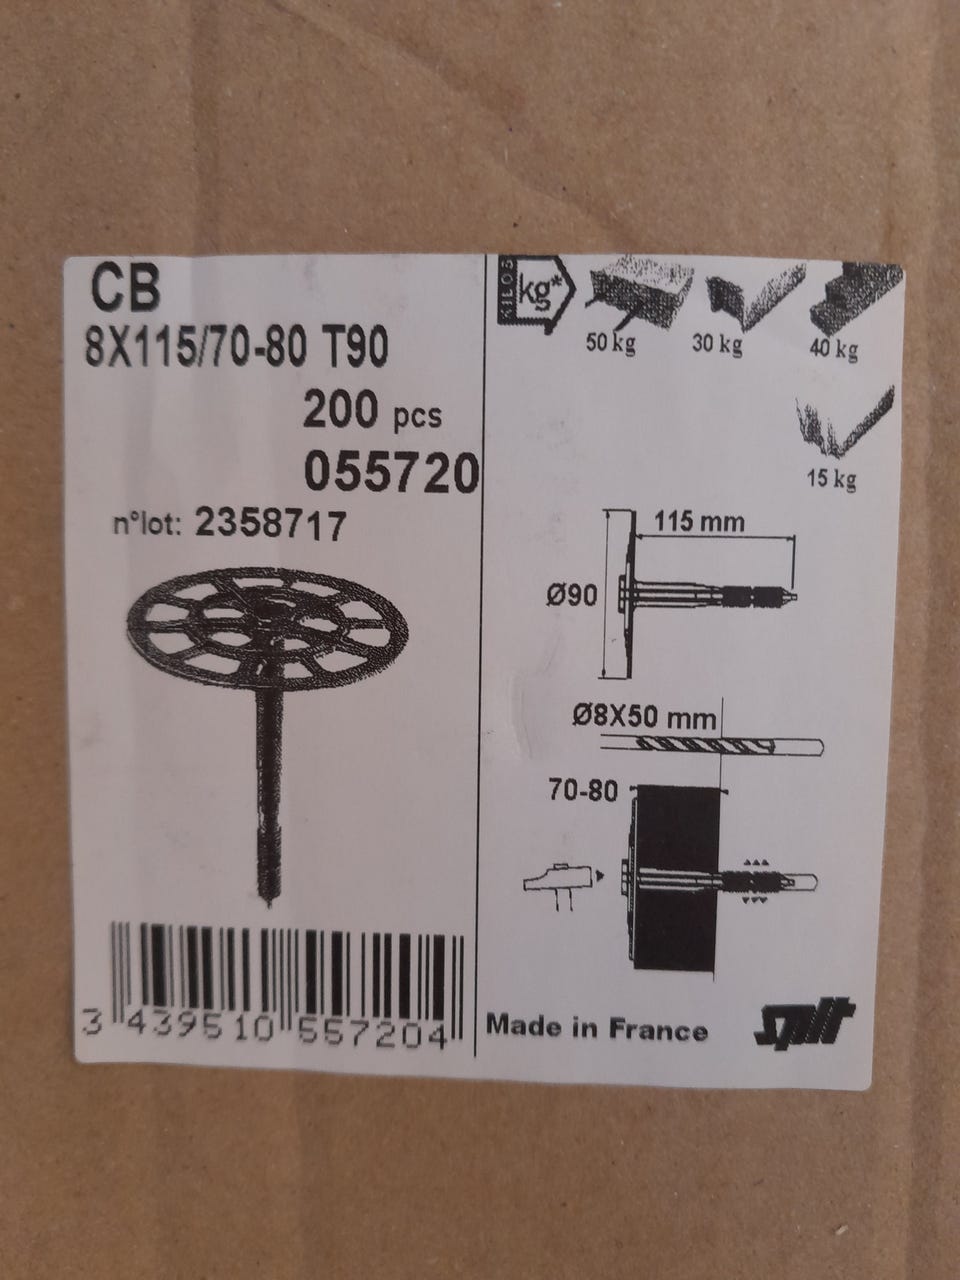 CB
8X115/70-80 T90
200 pcs
055720
n°lot: 2358717
3 439510 557204
KILOS
kg*
50 kg
30 kg
40 kg
15 kg
115 mm
Ø90
Ø8X50 mm
70-80
Made in France
spit